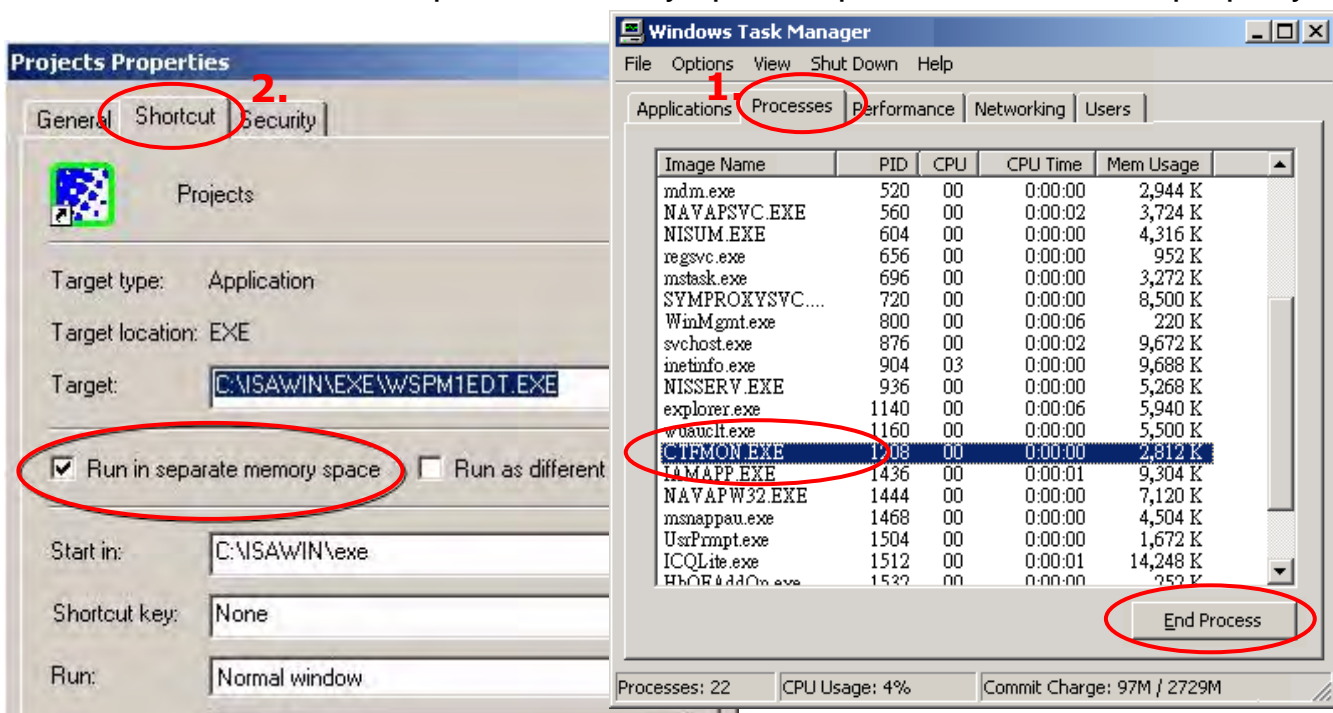 Projects Properties
2.
General Shortcut Security
Projects
Target type: Application
Target location: EXE
Target: C:\ISAWIN\EXE\WSPM1EDT.EXE
Run in separate memory space Run as different
Start in: C:\ISAWIN\exe
Shortcut key: None
Run: Normal window
Windows Task Manager
File Options View Shut Down Help
1.
Applications Processes Performance Networking Users
Image Name PID CPU CPU Time Mem Usage
mdm.exe 520 00 0:00:00 2,944 K
NAVAPSVC.EXE 560 00 0:00:02 3,724 K
NISUM.EXE 604 00 0:00:00 4,316 K
regsvc.exe 656 00 0:00:00 952 K
mstask.exe 696 00 0:00:00 3,272 K
SYMPROXYSVC.... 720 00 0:00:00 8,500 K
WinMgmt.exe 800 00 0:00:06 220 K
svchost.exe 876 00 0:00:02 9,672 K
inetinfo.exe 904 03 0:00:00 9,688 K
NISSERV.EXE 936 00 0:00:00 5,268 K
explorer.exe 1140 00 0:00:06 5,940 K
wuauclt.exe 1160 00 0:00:00 5,500 K
CTFMON.EXE 1208 00 0:00:00 2,812 K
IAMAPP.EXE 1436 00 0:00:01 9,304 K
NAVAPW32.EXE 1444 00 0:00:00 7,120 K
msnappau.exe 1468 00 0:00:00 4,504 K
UsrPrmpt.exe 1504 00 0:00:00 1,672 K
ICQLite.exe 1512 00 0:00:01 14,248 K
1532 00 0:00:00 252 K
End Process
Processes: 22 CPU Usage: 4% Commit Charge: 97M / 2729M